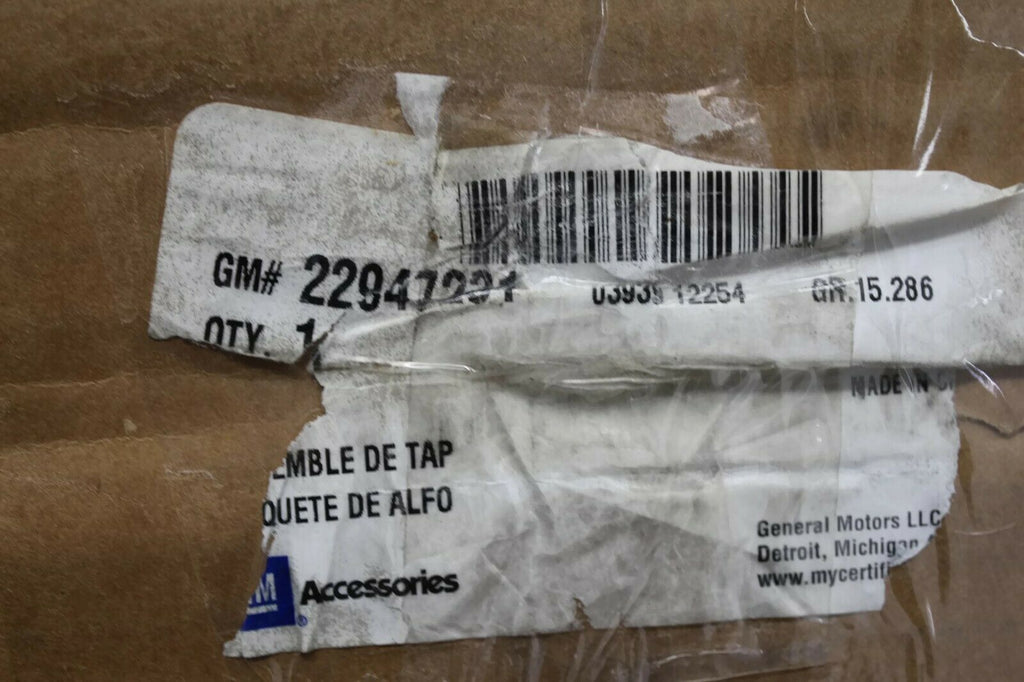 GM# 22947231
03939 12254
GR.15.286
QTY. 1
MADE IN
EMBLE DE TAP
QUETE DE ALFO
General Motors LLC
Detroit, Michigan
www.mycertifi
GM Accessories